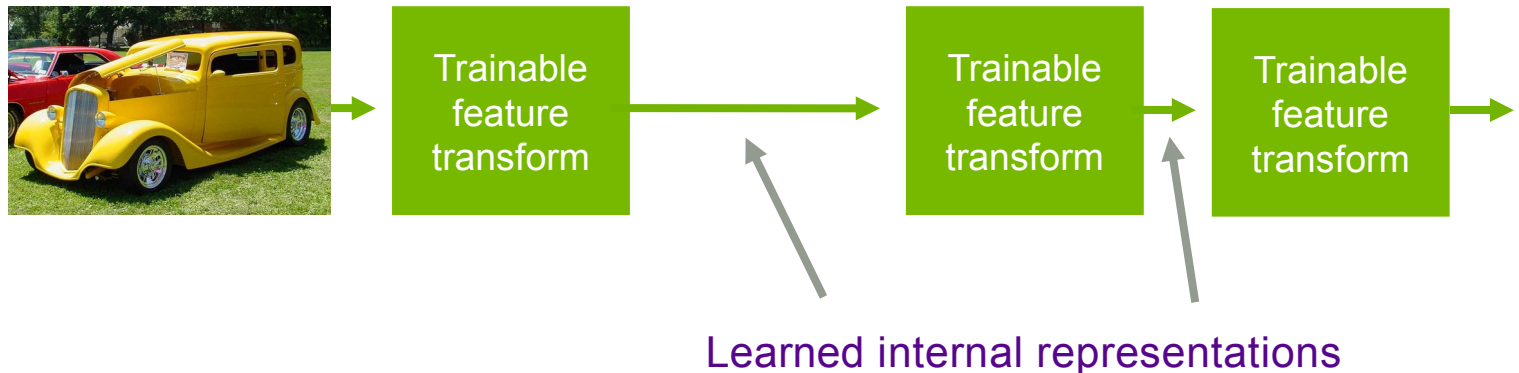 Trainable
feature
transform
Trainable
feature
transform
Trainable
feature
transform
Learned internal representations